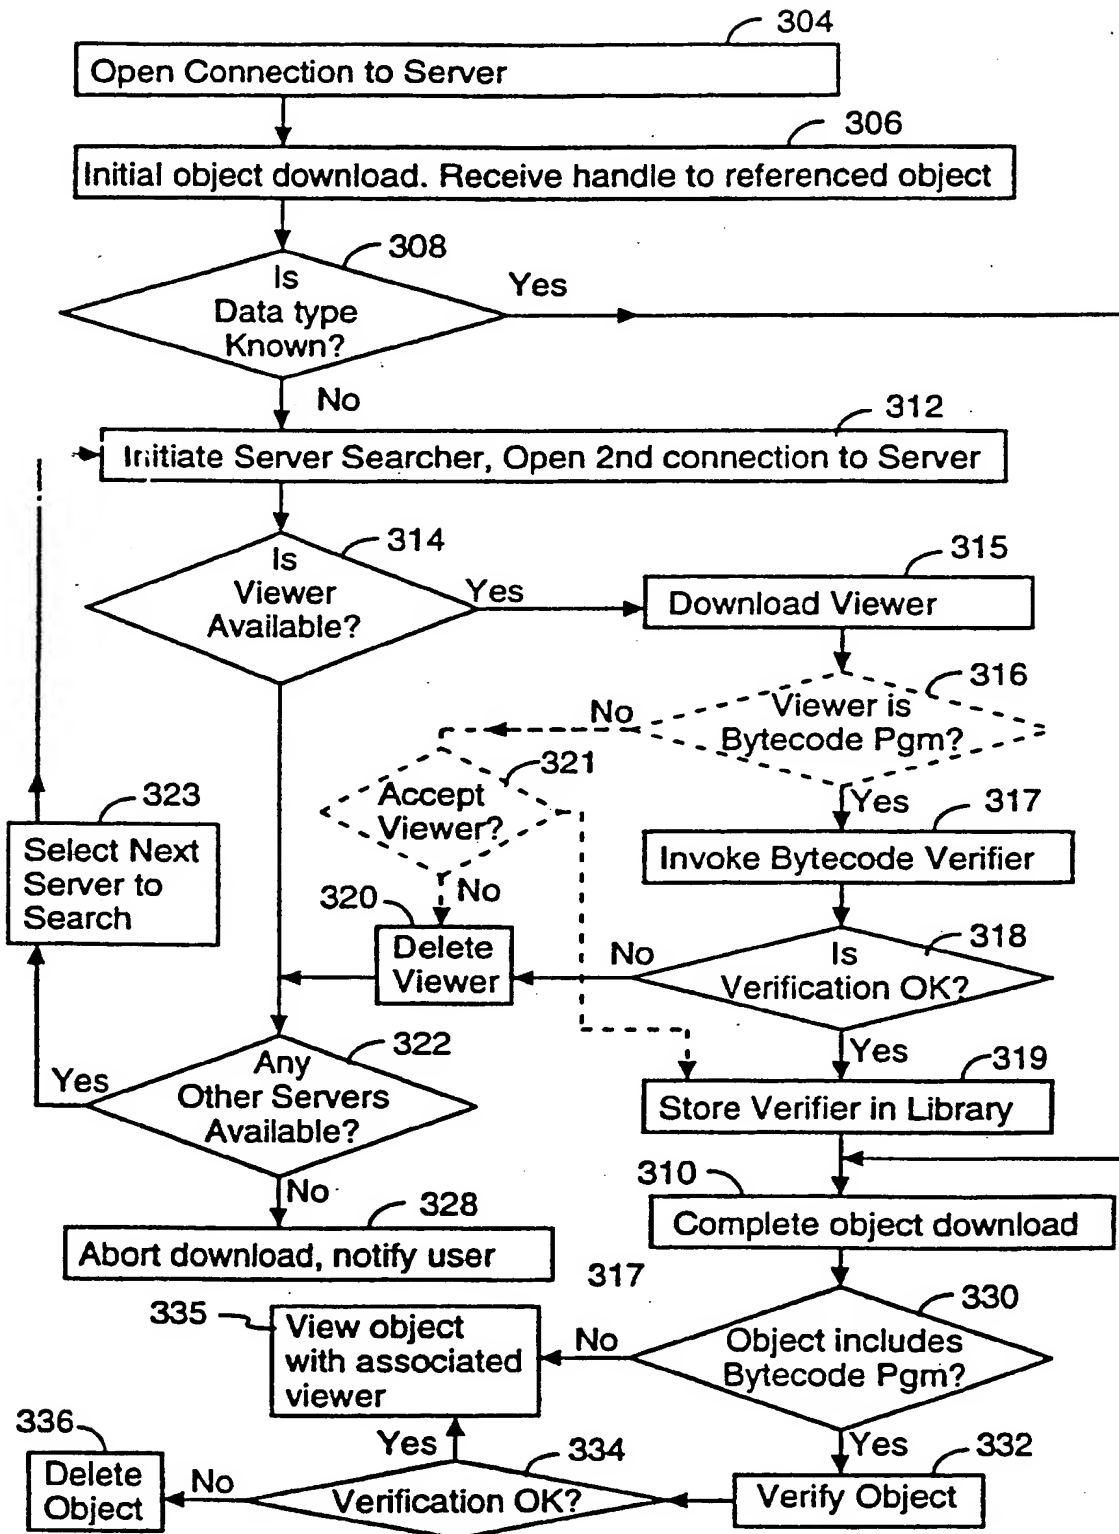 304
Open Connection to Server
306
Initial object download. Receive handle to referenced object
308
Is
Data type
Known?
Yes
No
312
Initiate Server Searcher, Open 2nd connection to Server
314
Is
Viewer
Available?
Yes
315
Download Viewer
316
Viewer is
Bytecode Pgm?
No
Yes
321
Accept
Viewer?
No
323
Select Next
Server to
Search
317
Invoke Bytecode Verifier
320
Delete
Viewer
318
Is
Verification OK?
No
Yes
322
Any
Other Servers
Available?
Yes
No
319
Store Verifier in Library
310
Complete object download
328
Abort download, notify user
317
330
Object includes
Bytecode Pgm?
No
Yes
335
View object
with associated
viewer
332
Verify Object
334
Verification OK?
Yes
No
336
Delete
Object